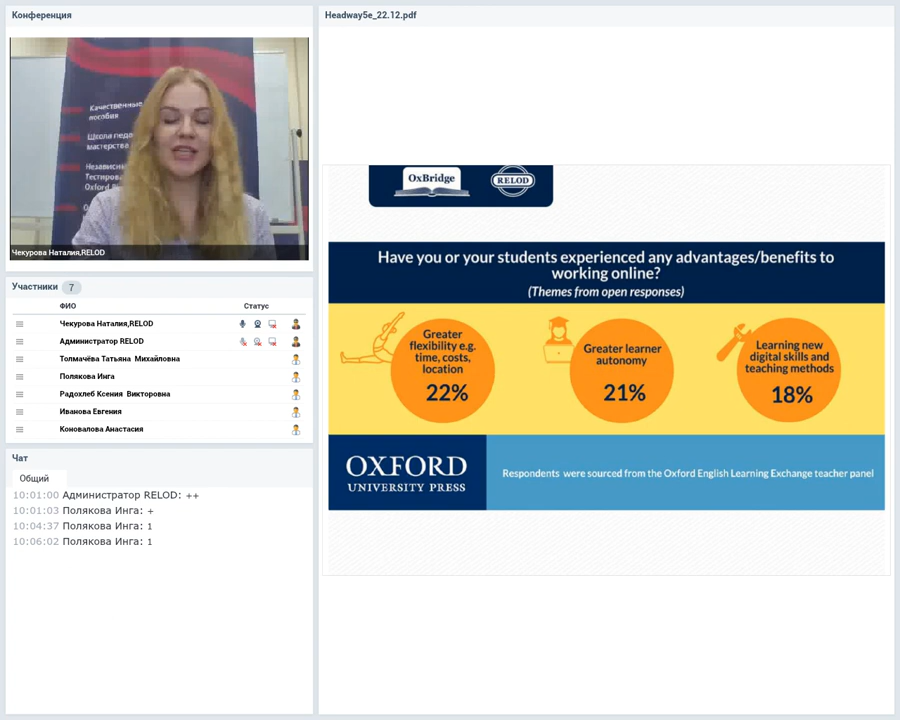 Конференция
Качественные
пособия
Школа педа
мастерства
Независи
Тестиров
Oxford
Чекурова Наталия,RELOD
Участники 7
ФИО Статус
Чекурова Наталия,RELOD
Администратор RELOD
Толмачёва Татьяна Михайловна
Полякова Инга
Радохлеб Ксения Викторовна
Иванова Евгения
Коновалова Анастасия
Чат
Общий
10:01:00 Администратор RELOD: ++
10:01:03 Полякова Инга: +
10:04:37 Полякова Инга: 1
10:06:02 Полякова Инга: 1
Headway5e_22.12.pdf
OxBridge
RELOD
Have you or your students experienced any advantages/benefits to
working online?
(Themes from open responses)
Greater
flexibility e.g.
time, costs,
location
22%
Greater learner
autonomy
21%
Learning new
digital skills and
teaching methods
18%
OXFORD
UNIVERSITY PRESS
Respondents were sourced from the Oxford English Learning Exchange teacher panel